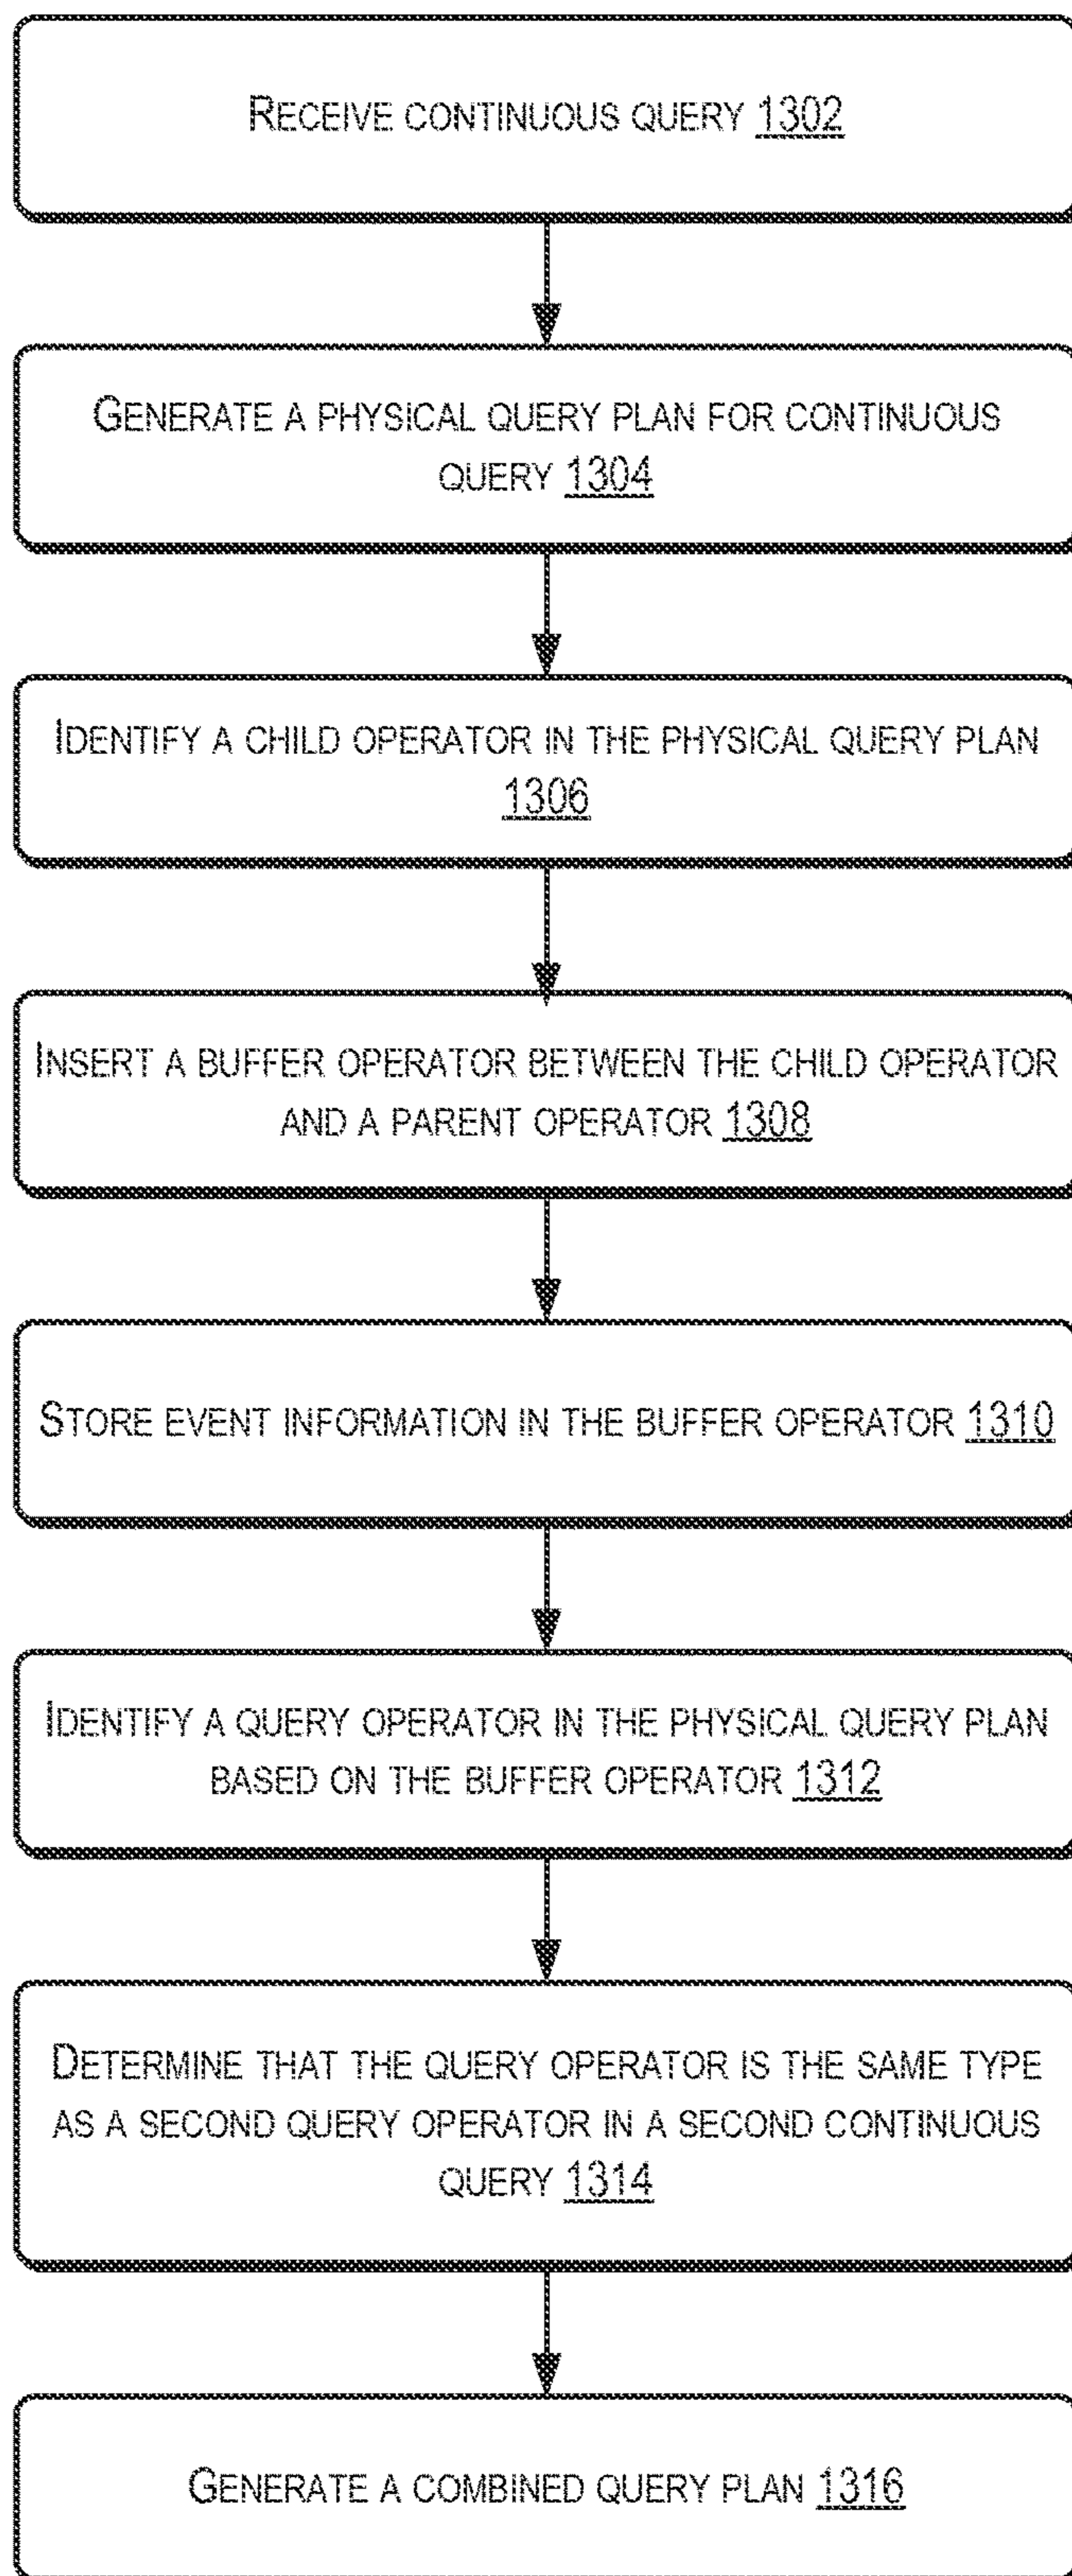 RECEIVE CONTINUOUS QUERY 1302
GENERATE A PHYSICAL QUERY PLAN FOR CONTINUOUS
QUERY 1304
IDENTIFY A CHILD OPERATOR IN THE PHYSICAL QUERY PLAN
1306
INSERT A BUFFER OPERATOR BETWEEN THE CHILD OPERATOR
AND A PARENT OPERATOR 1308
STORE EVENT INFORMATION IN THE BUFFER OPERATOR 1310
IDENTIFY A QUERY OPERATOR IN THE PHYSICAL QUERY PLAN
BASED ON THE BUFFER OPERATOR 1312
DETERMINE THAT THE QUERY OPERATOR IS THE SAME TYPE
AS A SECOND QUERY OPERATOR IN A SECOND CONTINUOUS
QUERY 1314
GENERATE A COMBINED QUERY PLAN 1316